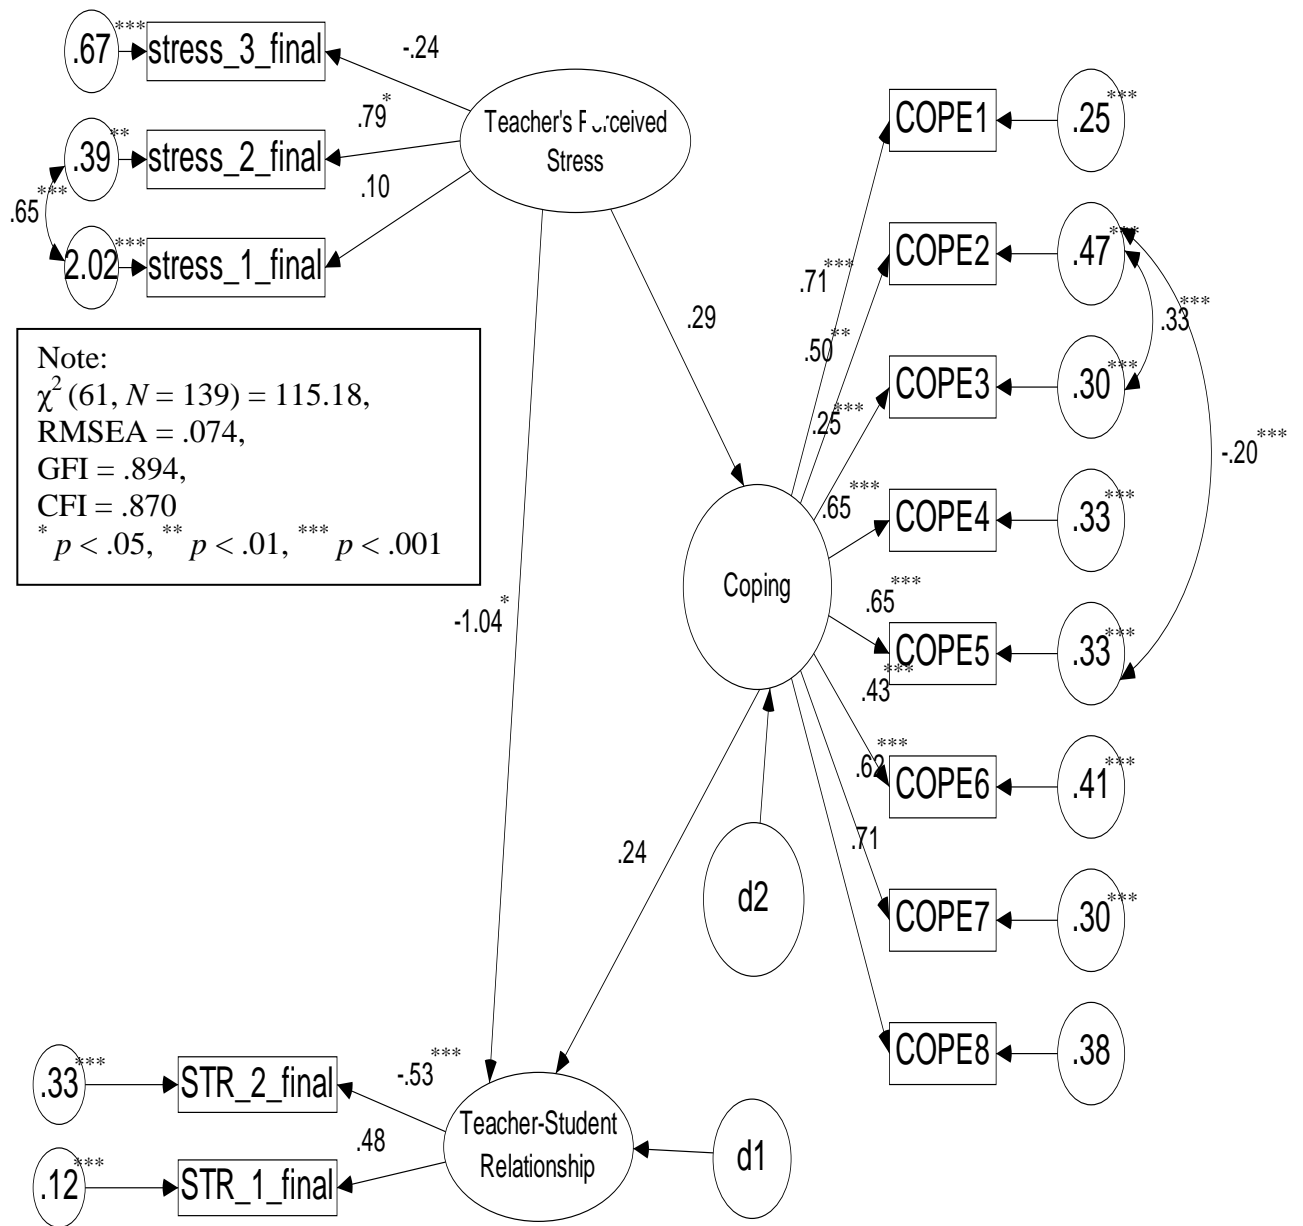 .67*** stress_3_final -.24
.79*
.39** stress_2_final
.65***
.10
2.02*** stress_1_final
Teacher's
Stress
COPE1 .25***
COPE2 .47***
.71***
.33***
.50**
COPE3 .30***
.25***
-.20***
.65***
COPE4 .33***
.29
Note:
χ² (61, N = 139) = 115.18,
RMSEA = .074,
GFI = .894,
CFI = .870
* p < .05, ** p < .01, *** p < .001
Coping
-1.04*
.65***
COPE5 .33***
.43***
.62***
COPE6 .41***
.71
.24
d2
COPE7 .30***
COPE8 .38
.33*** STR_2_final -.53***
Teacher-Student
Relationship
d1
.48
.12*** STR_1_final